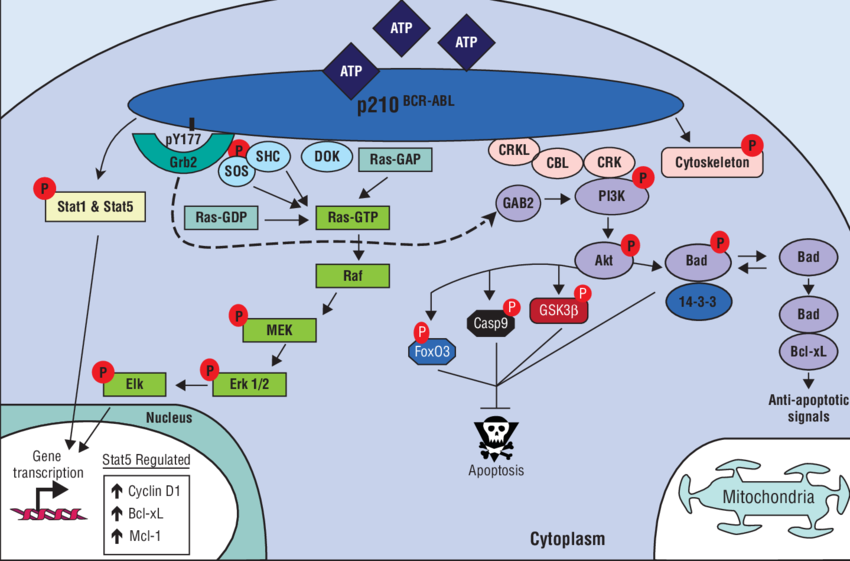 ATP
ATP
ATP
p210 BCR-ABL
pY177
Grb2
P
SOS
SHC
DOK
Ras-GAP
CRKL
CBL
CRK
P
Cytoskeleton
P
Stat1 & Stat5
Ras-GDP
Ras-GTP
GAB2
P
PI3K
Raf
P
Akt
P
Bad
14-3-3
Bad
Bad
Bcl-xL
Anti-apoptotic
signals
P
MEK
P
FoxO3
P
Casp9
P
GSK3β
P
Elk
P
Erk 1/2
Nucleus
Gene
transcription
Stat5 Regulated
Cyclin D1
Bcl-xL
Mcl-1
Apoptosis
Cytoplasm
Mitochondria